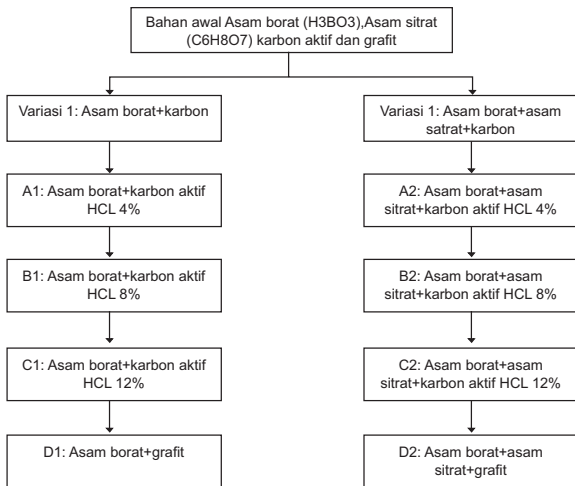 Bahan awal Asam borat (H3BO3),Asam sitrat
(C6H8O7) karbon aktif dan grafit
Variasi 1: Asam borat+karbon
A1: Asam borat+karbon aktif
HCL 4%
B1: Asam borat+karbon aktif
HCL 8%
C1: Asam borat+karbon aktif
HCL 12%
D1: Asam borat+grafit
Variasi 1: Asam borat+asam
satrat+karbon
A2: Asam borat+asam
sitrat+karbon aktif HCL 4%
B2: Asam borat+asam
sitrat+karbon aktif HCL 8%
C2: Asam borat+asam
sitrat+karbon aktif HCL 12%
D2: Asam borat+asam
sitrat+grafit